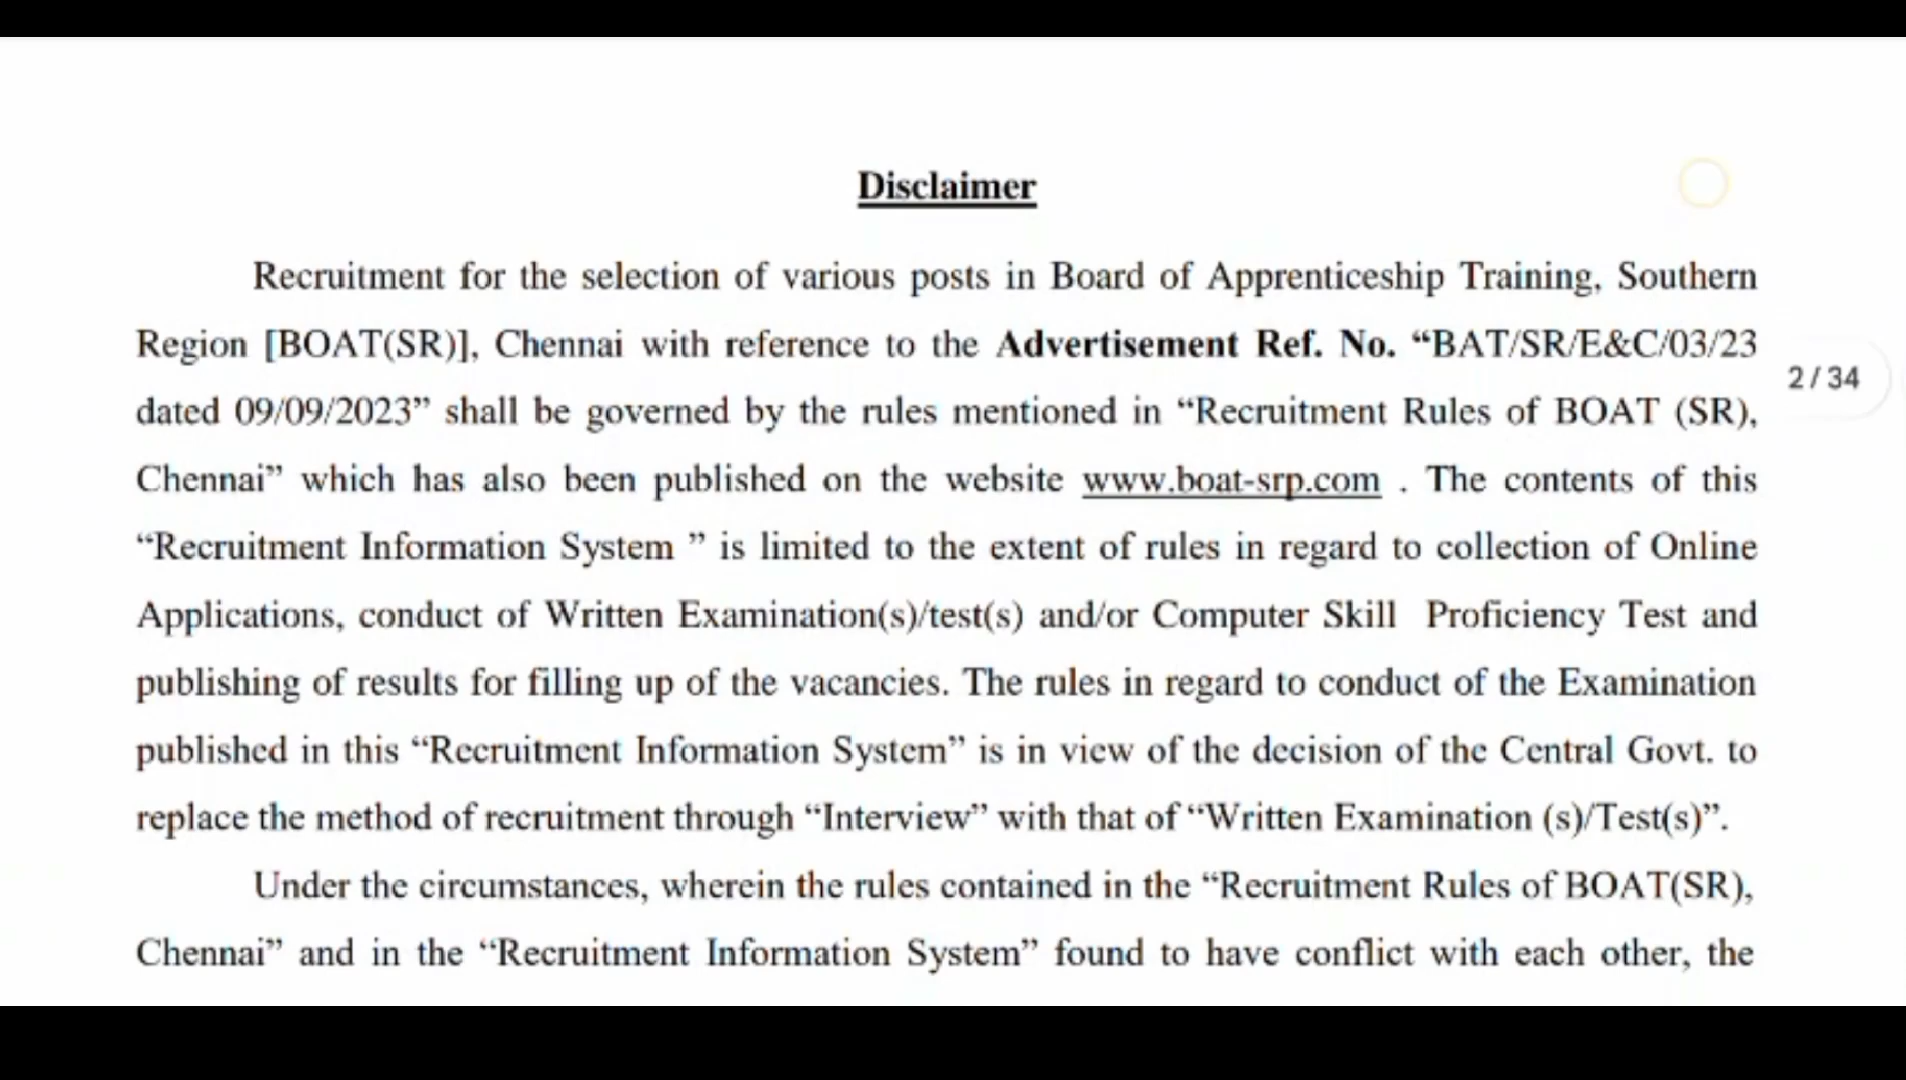 Disclaimer
Recruitment for the selection of various posts in Board of Apprenticeship Training, Southern
Region [BOAT(SR)], Chennai with reference to the Advertisement Ref. No. “BAT/SR/E&C/03/23
2 / 34
dated 09/09/2023” shall be governed by the rules mentioned in “Recruitment Rules of BOAT (SR),
Chennai” which has also been published on the website www.boat-srp.com . The contents of this
“Recruitment Information System ” is limited to the extent of rules in regard to collection of Online
Applications, conduct of Written Examination(s)/test(s) and/or Computer Skill Proficiency Test and
publishing of results for filling up of the vacancies. The rules in regard to conduct of the Examination
published in this “Recruitment Information System” is in view of the decision of the Central Govt. to
replace the method of recruitment through “Interview” with that of “Written Examination (s)/Test(s)”.
Under the circumstances, wherein the rules contained in the “Recruitment Rules of BOAT(SR),
Chennai” and in the “Recruitment Information System” found to have conflict with each other, the